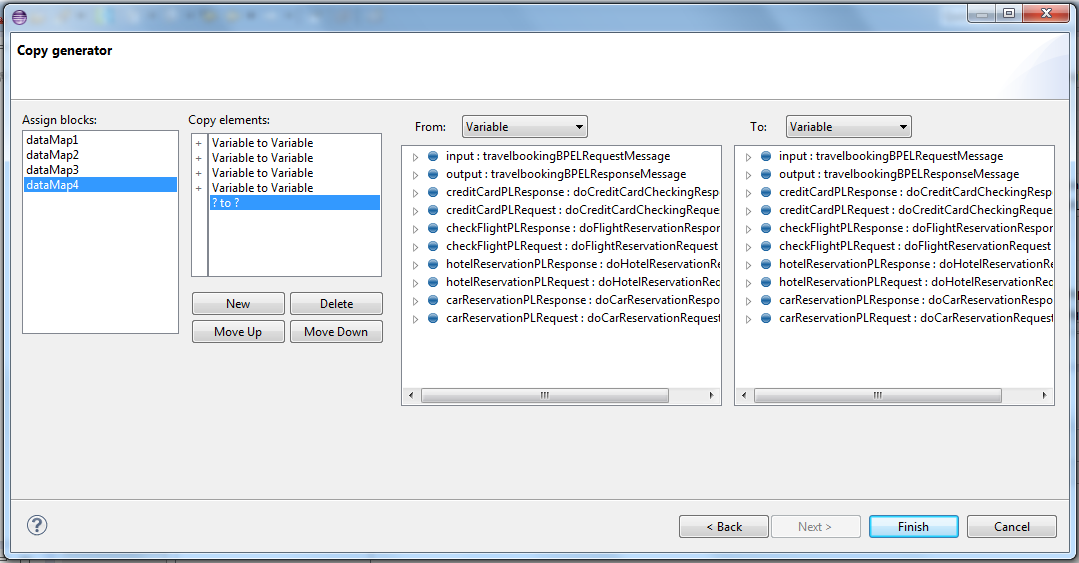 Copy generator
Assign blocks:
dataMap1
dataMap2
dataMap3
dataMap4
Copy elements:
+ Variable to Variable
+ Variable to Variable
+ Variable to Variable
+ Variable to Variable
? to ?
New
Delete
Move Up
Move Down
From:
Variable
input : travelbookingBPELRequestMessage
output : travelbookingBPELResponseMessage
creditCardPLResponse : doCreditCardCheckingResp
creditCardPLRequest : doCreditCardCheckingReque
checkFlightPLResponse : doFlightReservationRespor
checkFlightPLRequest : doFlightReservationRequest
hotelReservationPLResponse : doHotelReservationRe
hotelReservationPLRequest : doHotelReservationRec
carReservationPLResponse : doCarReservationRespo
carReservationPLRequest : doCarReservationRequest
To:
Variable
input : travelbookingBPELRequestMessage
output : travelbookingBPELResponseMessage
creditCardPLResponse : doCreditCardCheckingResp
creditCardPLRequest : doCreditCardCheckingReque
checkFlightPLResponse : doFlightReservationRespor
checkFlightPLRequest : doFlightReservationRequest
hotelReservationPLResponse : doHotelReservationRe
hotelReservationPLRequest : doHotelReservationRec
carReservationPLResponse : doCarReservationRespo
carReservationPLRequest : doCarReservationRequest
?
< Back
Next >
Finish
Cancel